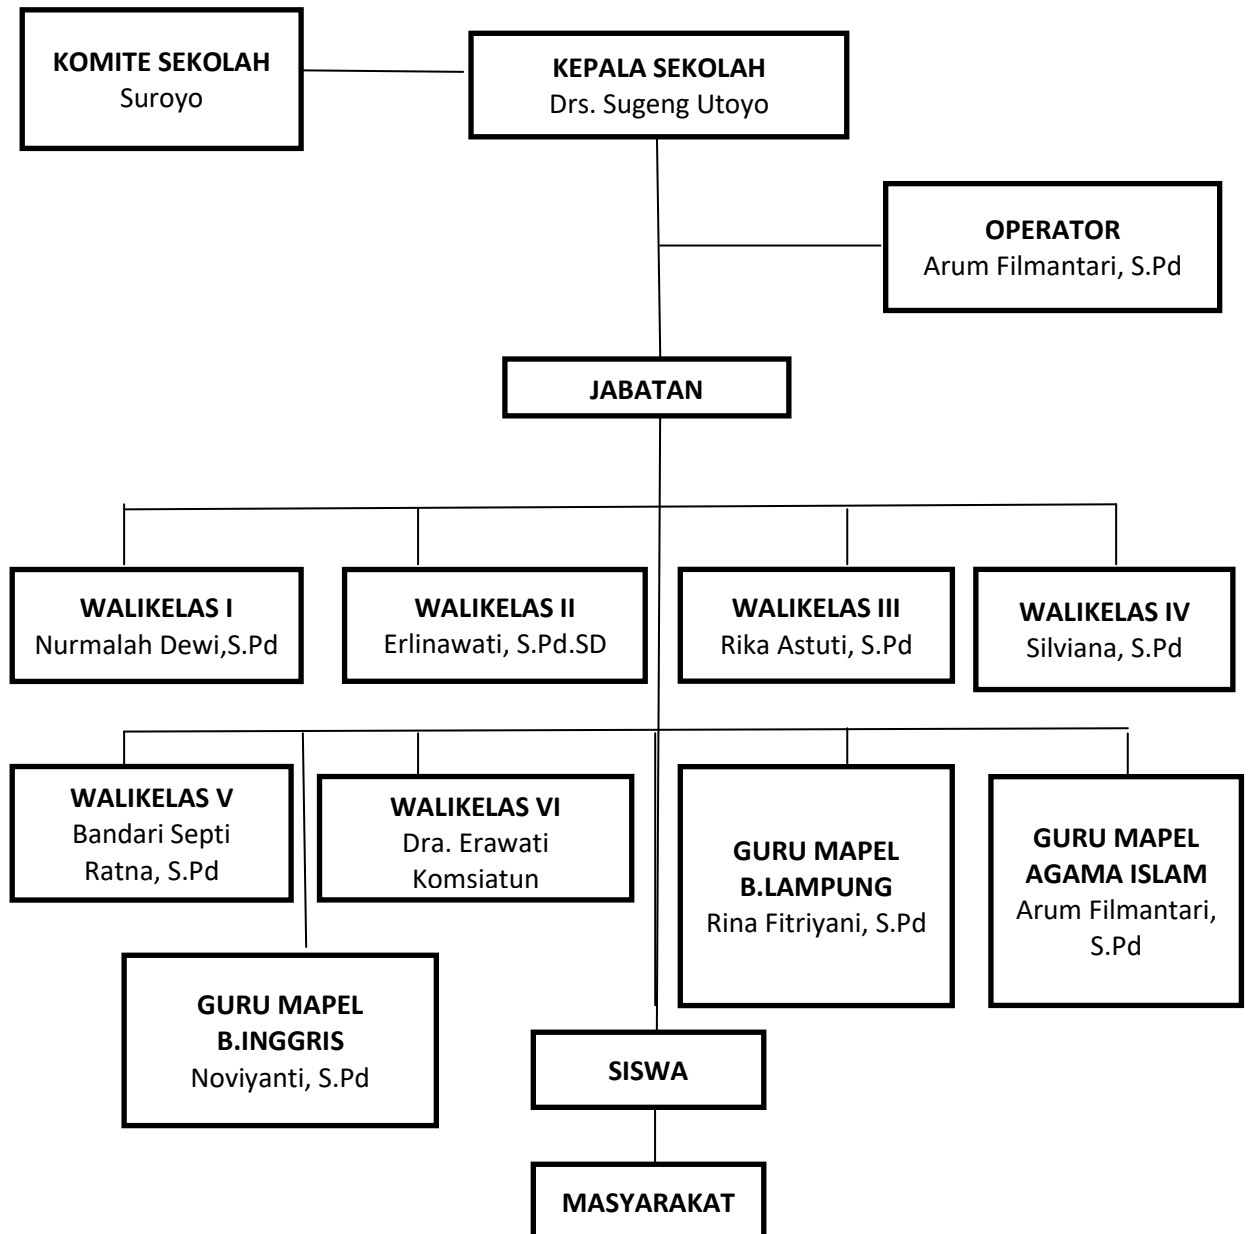 KOMITE SEKOLAH
Suroyo
KEPALA SEKOLAH
Drs. Sugeng Utoyo
OPERATOR
Arum Filmantari, S.Pd
JABATAN
WALIKELAS I
Nurmalah Dewi,S.Pd
WALIKELAS II
Erlinawati, S.Pd.SD
WALIKELAS III
Rika Astuti, S.Pd
WALIKELAS IV
Silviana, S.Pd
WALIKELAS V
Bandari Septi
Ratna, S.Pd
WALIKELAS VI
Dra. Erawati
Komsiatun
GURU MAPEL
B.LAMPUNG
Rina Fitriyani, S.Pd
GURU MAPEL
AGAMA ISLAM
Arum Filmantari,
S.Pd
GURU MAPEL
B.INGGRIS
Noviyanti, S.Pd
SISWA
MASYARAKAT